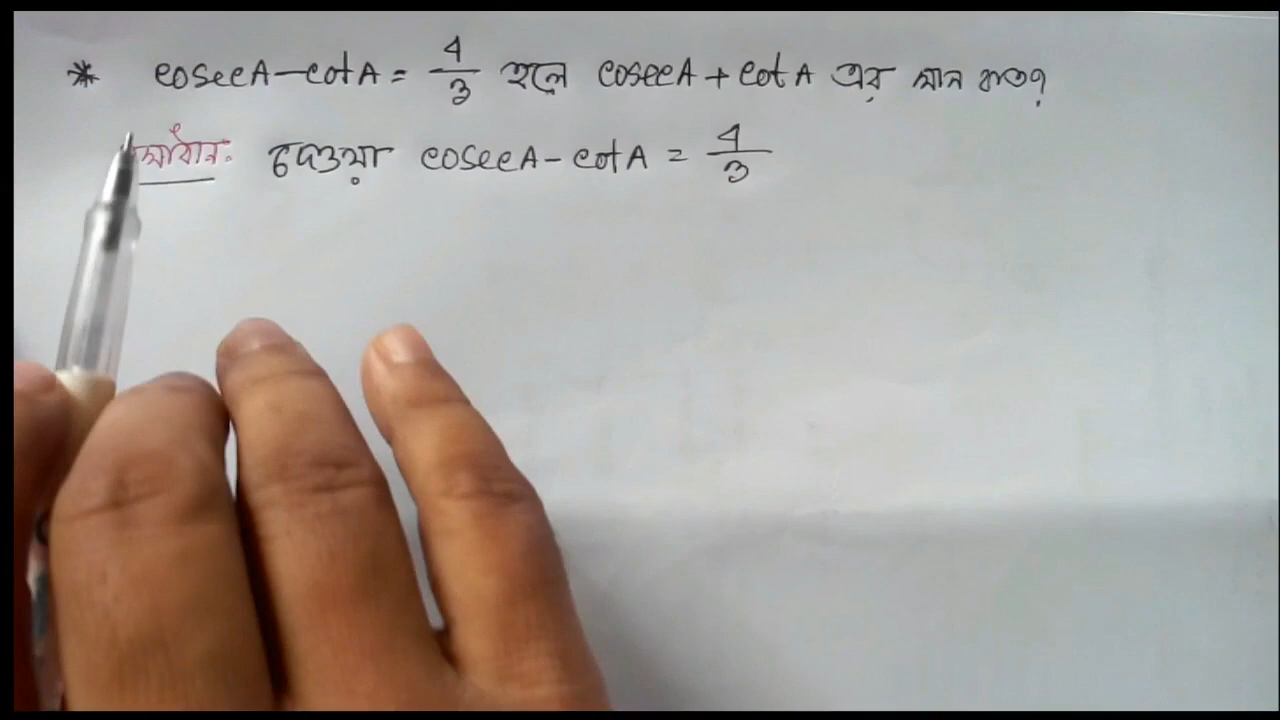 * cosecA-cotA = 4/3 হলে cosecA + cotA এর মান কত?
সমাধান: দেওয়া cosecA - cotA = 4/3